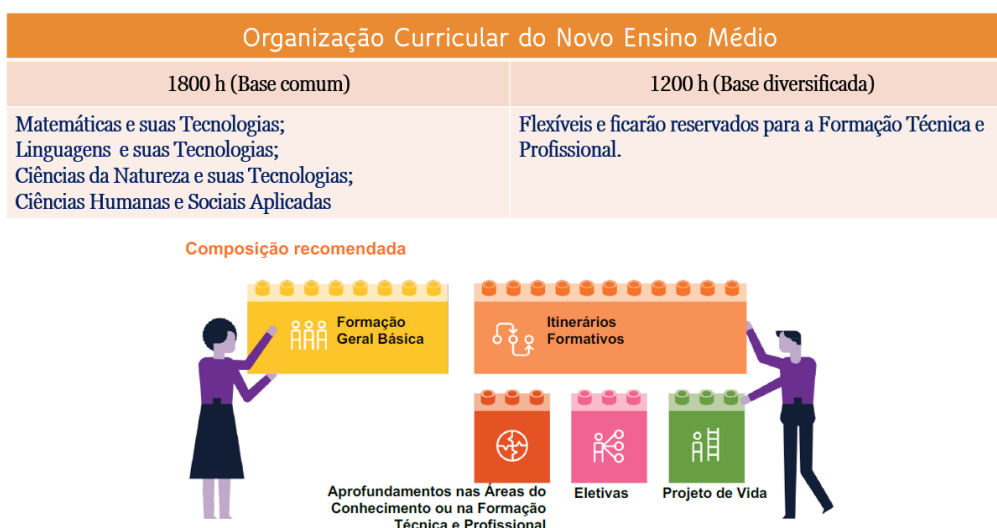 Organização Curricular do Novo Ensino Médio
1800 h (Base comum)
1200 h (Base diversificada)
Matemáticas e suas Tecnologias;
Linguagens e suas Tecnologias;
Ciências da Natureza e suas Tecnologias;
Ciências Humanas e Sociais Aplicadas
Flexíveis e ficarão reservados para a Formação Técnica e
Profissional.
Composição recomendada
Formação
Geral Básica
Itinerários
Formativos
Aprofundamentos nas Áreas do
Conhecimento ou na Formação
Técnica e Profissional
Eletivas
Projeto de Vida